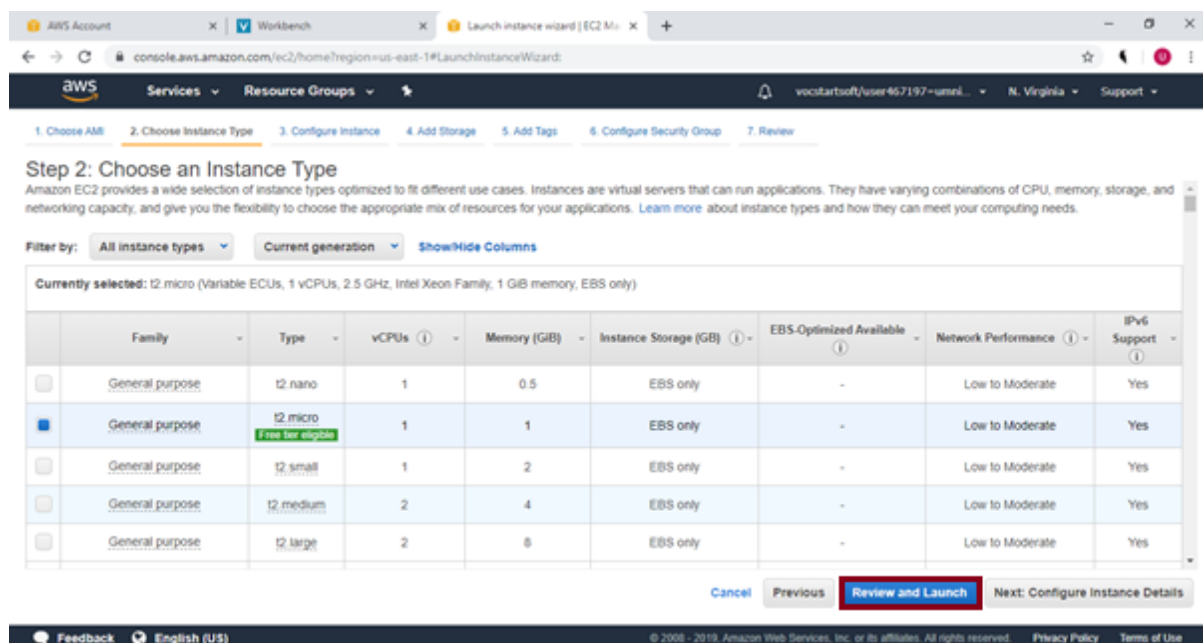 AWS Account
Workbench
Launch instance wizard | EC2 Ma
console.aws.amazon.com/ec2/home?region=us-east-1#LaunchInstanceWizard:
U
aws Services Resource Groups vocstartsoft/user467197=umni... N. Virginia Support
1. Choose AMI 2. Choose Instance Type 3. Configure Instance 4. Add Storage 5. Add Tags 6. Configure Security Group 7. Review
Step 2: Choose an Instance Type
Amazon EC2 provides a wide selection of instance types optimized to fit different use cases. Instances are virtual servers that can run applications. They have varying combinations of CPU, memory, storage, and
networking capacity, and give you the flexibility to choose the appropriate mix of resources for your applications. Learn more about instance types and how they can meet your computing needs.
Filter by: All instance types Current generation Show/Hide Columns
Currently selected: t2.micro (Variable ECUs, 1 vCPUs, 2.5 GHz, Intel Xeon Family, 1 GiB memory, EBS only)
Family Type vCPUs Memory (GiB) Instance Storage (GB) EBS-Optimized Available Network Performance IPv6 Support
General purpose t2.nano 1 0.5 EBS only - Low to Moderate Yes
General purpose t2.micro Free tier eligible 1 1 EBS only - Low to Moderate Yes
General purpose t2.small 1 2 EBS only - Low to Moderate Yes
General purpose t2.medium 2 4 EBS only - Low to Moderate Yes
General purpose t2.large 2 8 EBS only - Low to Moderate Yes
Cancel Previous Review and Launch Next: Configure Instance Details
Feedback English (US) © 2008 - 2019, Amazon Web Services, Inc. or its affiliates. All rights reserved. Privacy Policy Terms of Use